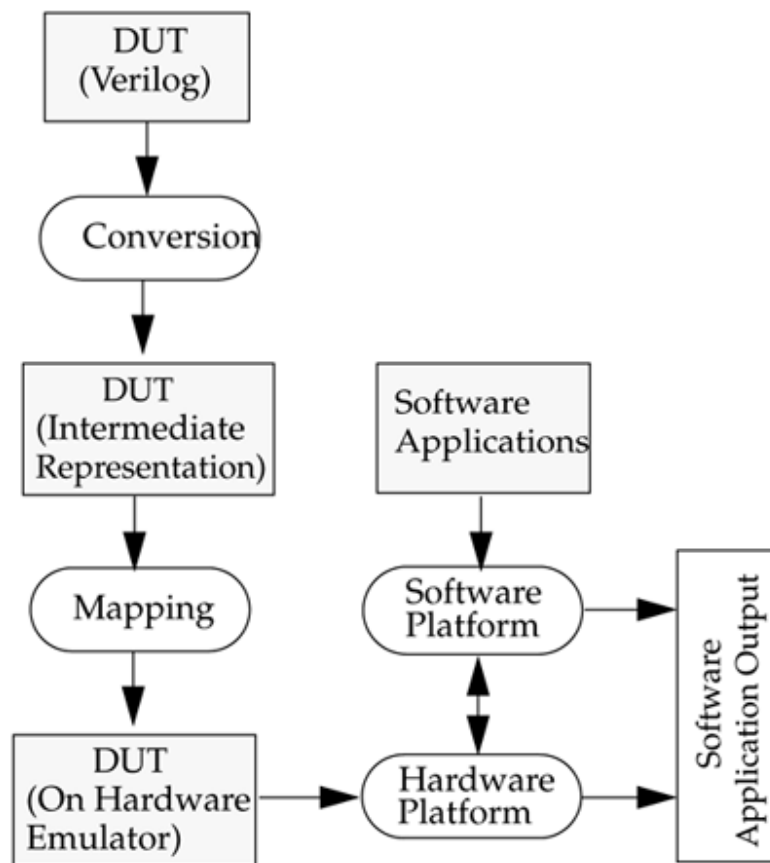 DUT
(Verilog)
Conversion
DUT
(Intermediate
Representation)
Software
Applications
Mapping
Software
Platform
Software
Application Output
DUT
(On Hardware
Emulator)
Hardware
Platform